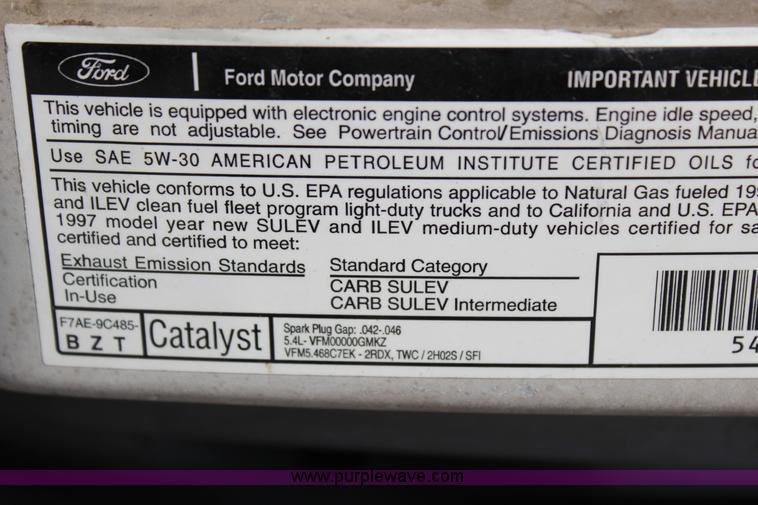 Ford
Ford Motor Company IMPORTANT VEHICLE
This vehicle is equipped with electronic engine control systems. Engine idle speed,
timing are not adjustable. See Powertrain Control/Emissions Diagnosis Manua
Use SAE 5W-30 AMERICAN PETROLEUM INSTITUTE CERTIFIED OILS fo
This vehicle conforms to U.S. EPA regulations applicable to Natural Gas fueled 199
and ILEV clean fuel fleet program light-duty trucks and to California and U.S. EPA
1997 model year new SULEV and ILEV medium-duty vehicles certified for sa
certified and certified to meet:
Exhaust Emission Standards Standard Category
Certification CARB SULEV
In-Use CARB SULEV Intermediate
F7AE-9C485-
B Z T
Catalyst
Spark Plug Gap: .042-.046
5.4L- VFM00000GMKZ
VFM5.468C7EK - 2RDX, TWC / 2H02S / SFI
54
www.purplewave.com